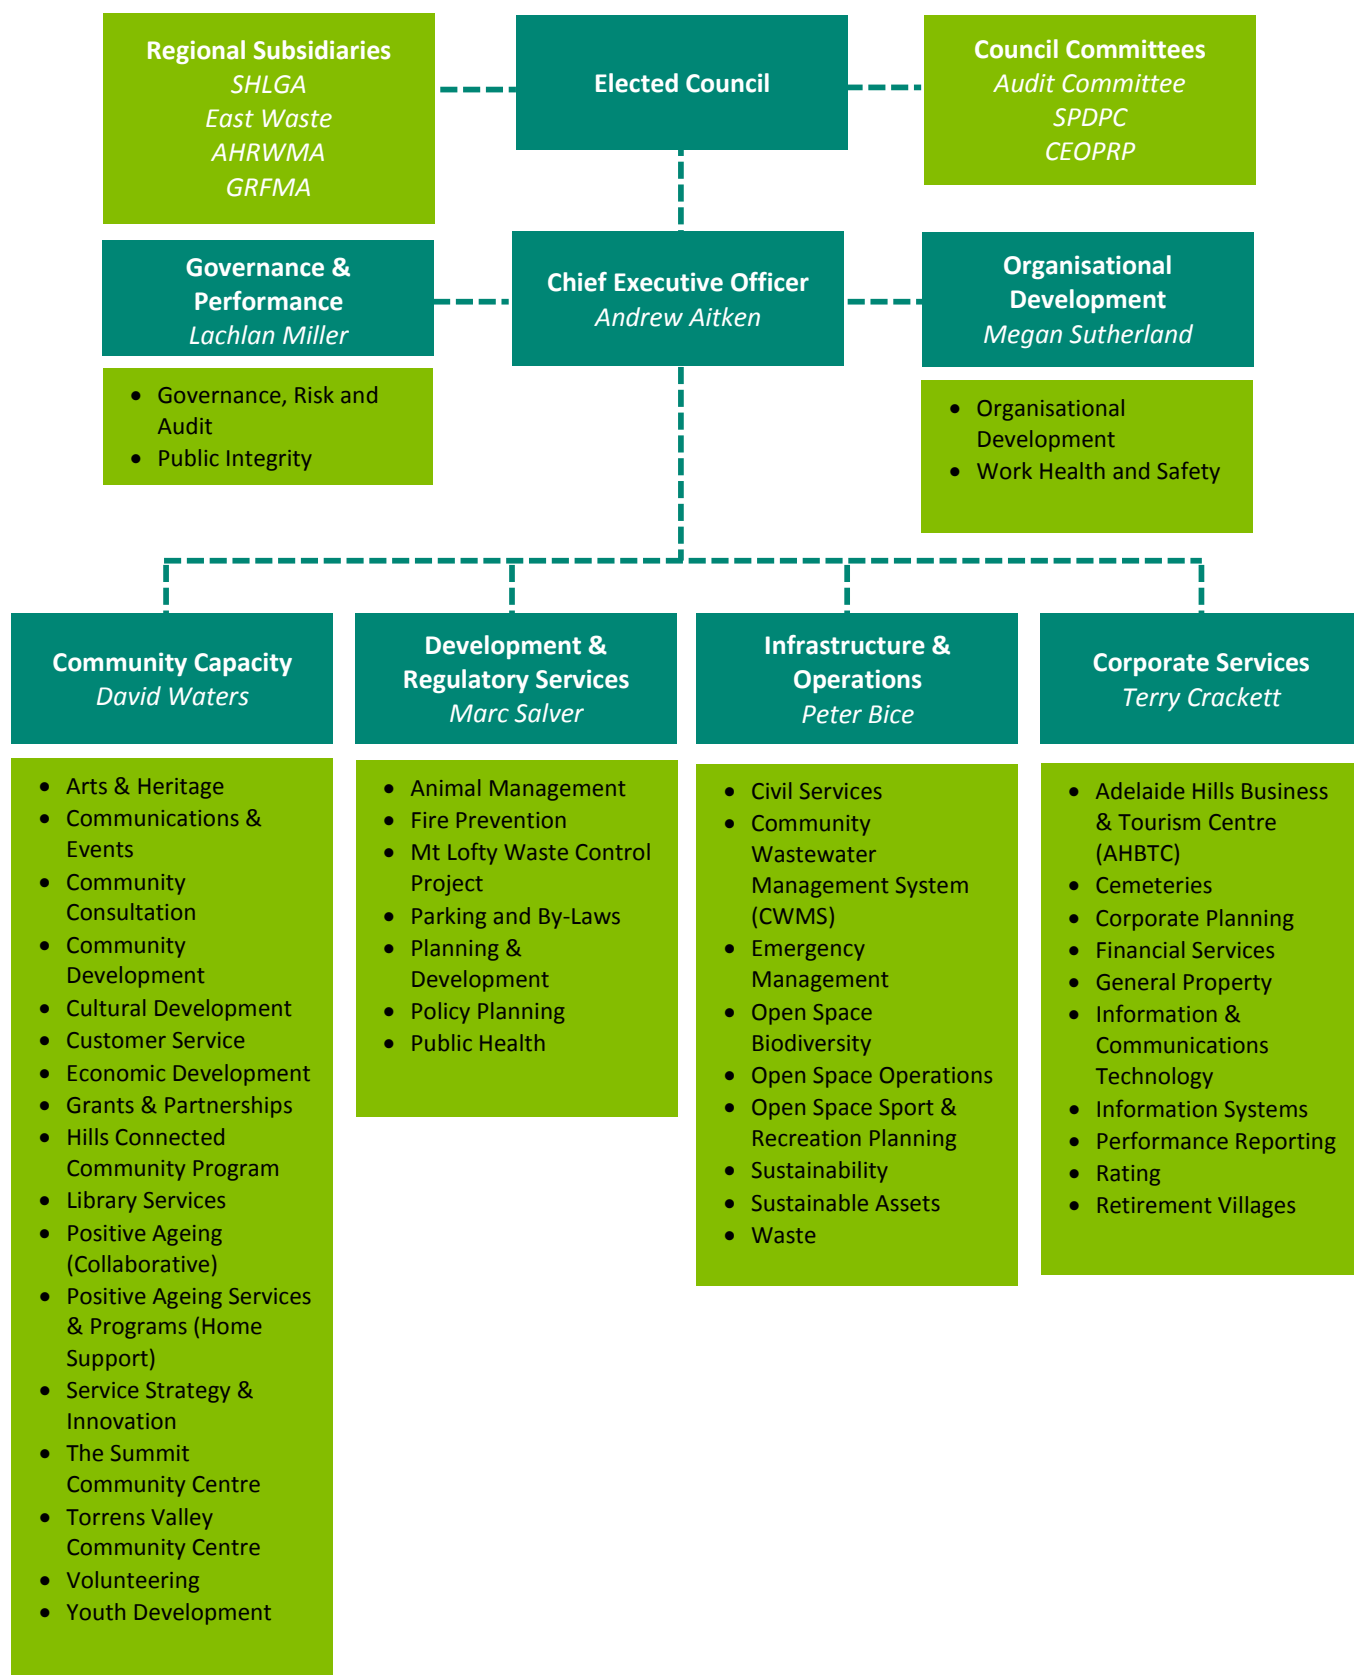 Regional Subsidiaries
SHLGA
East Waste
AHRWMA
GRFMA
Elected Council
Council Committees
Audit Committee
SPDPC
CEOPRP
Governance &
Performance
Lachlan Miller
Chief Executive Officer
Andrew Aitken
Organisational
Development
Megan Sutherland
• Governance, Risk and
Audit
• Public Integrity
• Organisational
Development
• Work Health and Safety
Community Capacity
David Waters
Development &
Regulatory Services
Marc Salver
Infrastructure &
Operations
Peter Bice
Corporate Services
Terry Crackett
• Arts & Heritage
• Communications &
Events
• Community
Consultation
• Community
Development
• Cultural Development
• Customer Service
• Economic Development
• Grants & Partnerships
• Hills Connected
Community Program
• Library Services
• Positive Ageing
(Collaborative)
• Positive Ageing Services
& Programs (Home
Support)
• Service Strategy &
Innovation
• The Summit
Community Centre
• Torrens Valley
Community Centre
• Volunteering
• Youth Development
• Animal Management
• Fire Prevention
• Mt Lofty Waste Control
Project
• Parking and By-Laws
• Planning &
Development
• Policy Planning
• Public Health
• Civil Services
• Community
Wastewater
Management System
(CWMS)
• Emergency
Management
• Open Space
Biodiversity
• Open Space Operations
• Open Space Sport &
Recreation Planning
• Sustainability
• Sustainable Assets
• Waste
• Adelaide Hills Business
& Tourism Centre
(AHBTC)
• Cemeteries
• Corporate Planning
• Financial Services
• General Property
• Information &
Communications
Technology
• Information Systems
• Performance Reporting
• Rating
• Retirement Villages